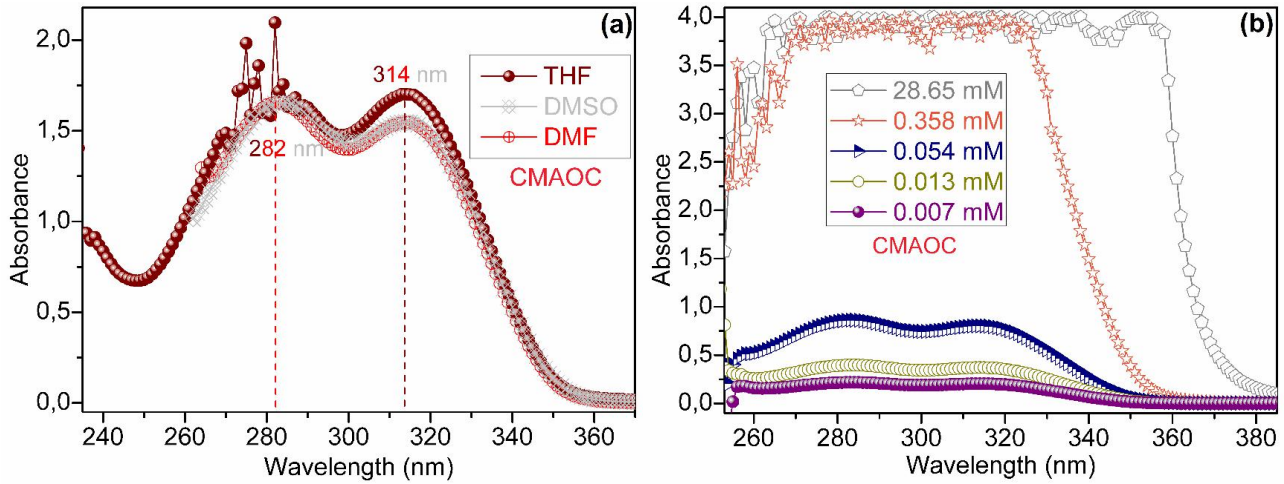 (a)
2,0
1,5
1,0
0,5
0,0
Absorbance
314 nm
282 nm
THF
DMSO
DMF
CMAOC
240 260 280 300 320 340 360
Wavelength (nm)
(b)
4,0
3,5
3,0
2,5
2,0
1,5
1,0
0,5
0,0
Absorbance
28.65 mM
0.358 mM
0.054 mM
0.013 mM
0.007 mM
CMAOC
260 280 300 320 340 360 380
Wavelength (nm)